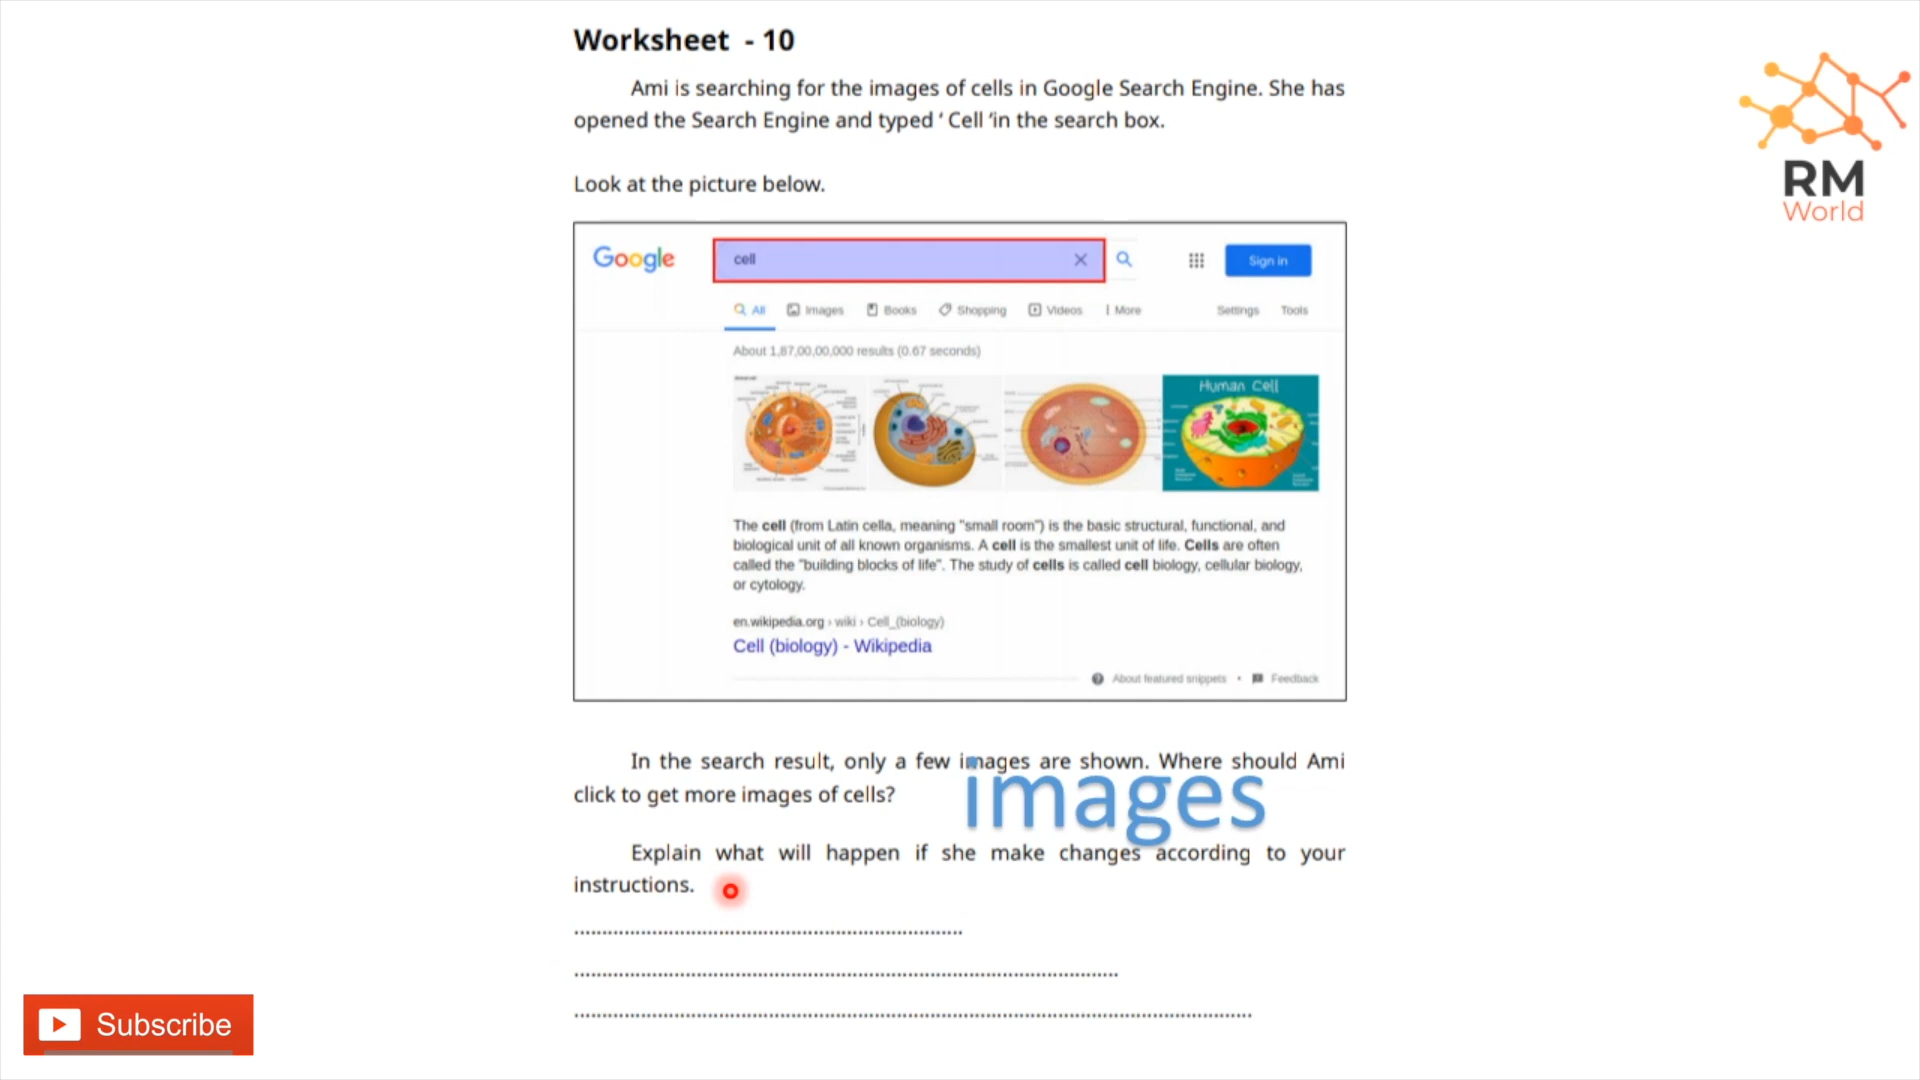 Worksheet - 10
Ami is searching for the images of cells in Google Search Engine. She has
opened the Search Engine and typed ‘ Cell ‘in the search box.
Look at the picture below.
RM
World
Google
cell
Sign in
All Images Books Shopping Videos More Settings Tools
About 1,87,00,00,000 results (0.67 seconds)
Human Cell
The cell (from Latin cella, meaning "small room") is the basic structural, functional, and
biological unit of all known organisms. A cell is the smallest unit of life. Cells are often
called the "building blocks of life". The study of cells is called cell biology, cellular biology,
or cytology.
en.wikipedia.org › wiki › Cell_(biology)
Cell (biology) - Wikipedia
About featured snippets • Feedback
In the search result, only a few images are shown. Where should Ami
click to get more images of cells?
images
Explain what will happen if she make changes according to your
instructions.
Subscribe